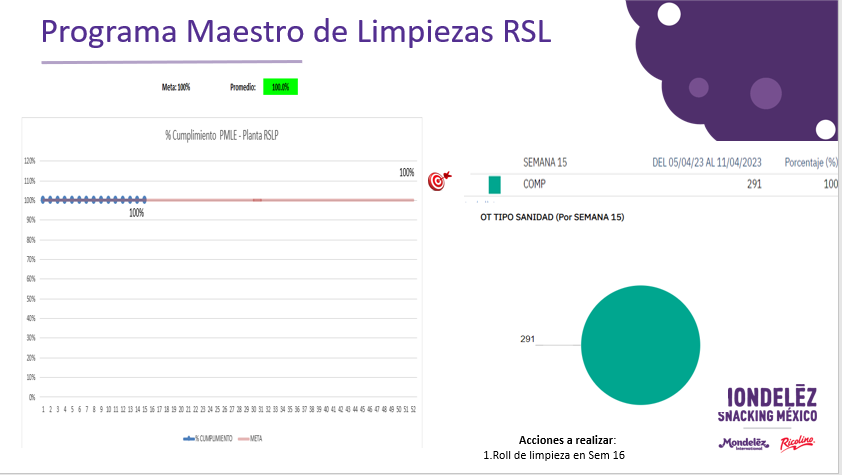 Programa Maestro de Limpiezas RSL
Meta: 100% Promedio: 100.0%
% Cumplimiento PMLE - Planta RSLP
120%
110%
100%
90%
80%
70%
60%
50%
40%
30%
20%
10%
0%
100%
100%
1 2 3 4 5 6 7 8 9 10 11 12 13 14 15 16 17 18 19 20 21 22 23 24 25 26 27 28 29 30 31 32 33 34 35 36 37 38 39 40 41 42 43 44 45 46 47 48 49 50 51 52
% CUMPLIMIENTO META
SEMANA 15 DEL 05/04/23 AL 11/04/2023 Porcentaje (%)
COMP 291 100
OT TIPO SANIDAD (Por SEMANA 15)
291
Acciones a realizar:
1.Roll de limpieza en Sem 16
IONDELĒZ
SNACKING MÉXICO
Mondelēz
International
Ricolino